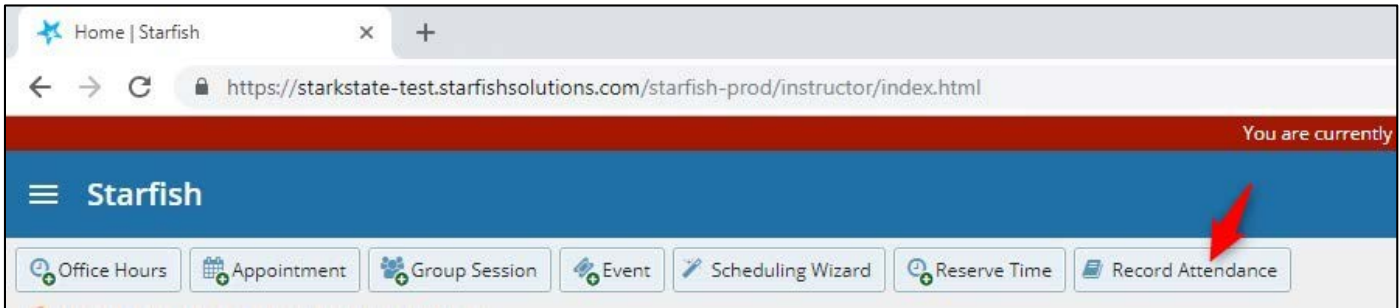 Home | Starfish
https://starkstate-test.starfishsolutions.com/starfish-prod/instructor/index.html
You are currently
Starfish
Office Hours Appointment Group Session Event Scheduling Wizard Reserve Time Record Attendance